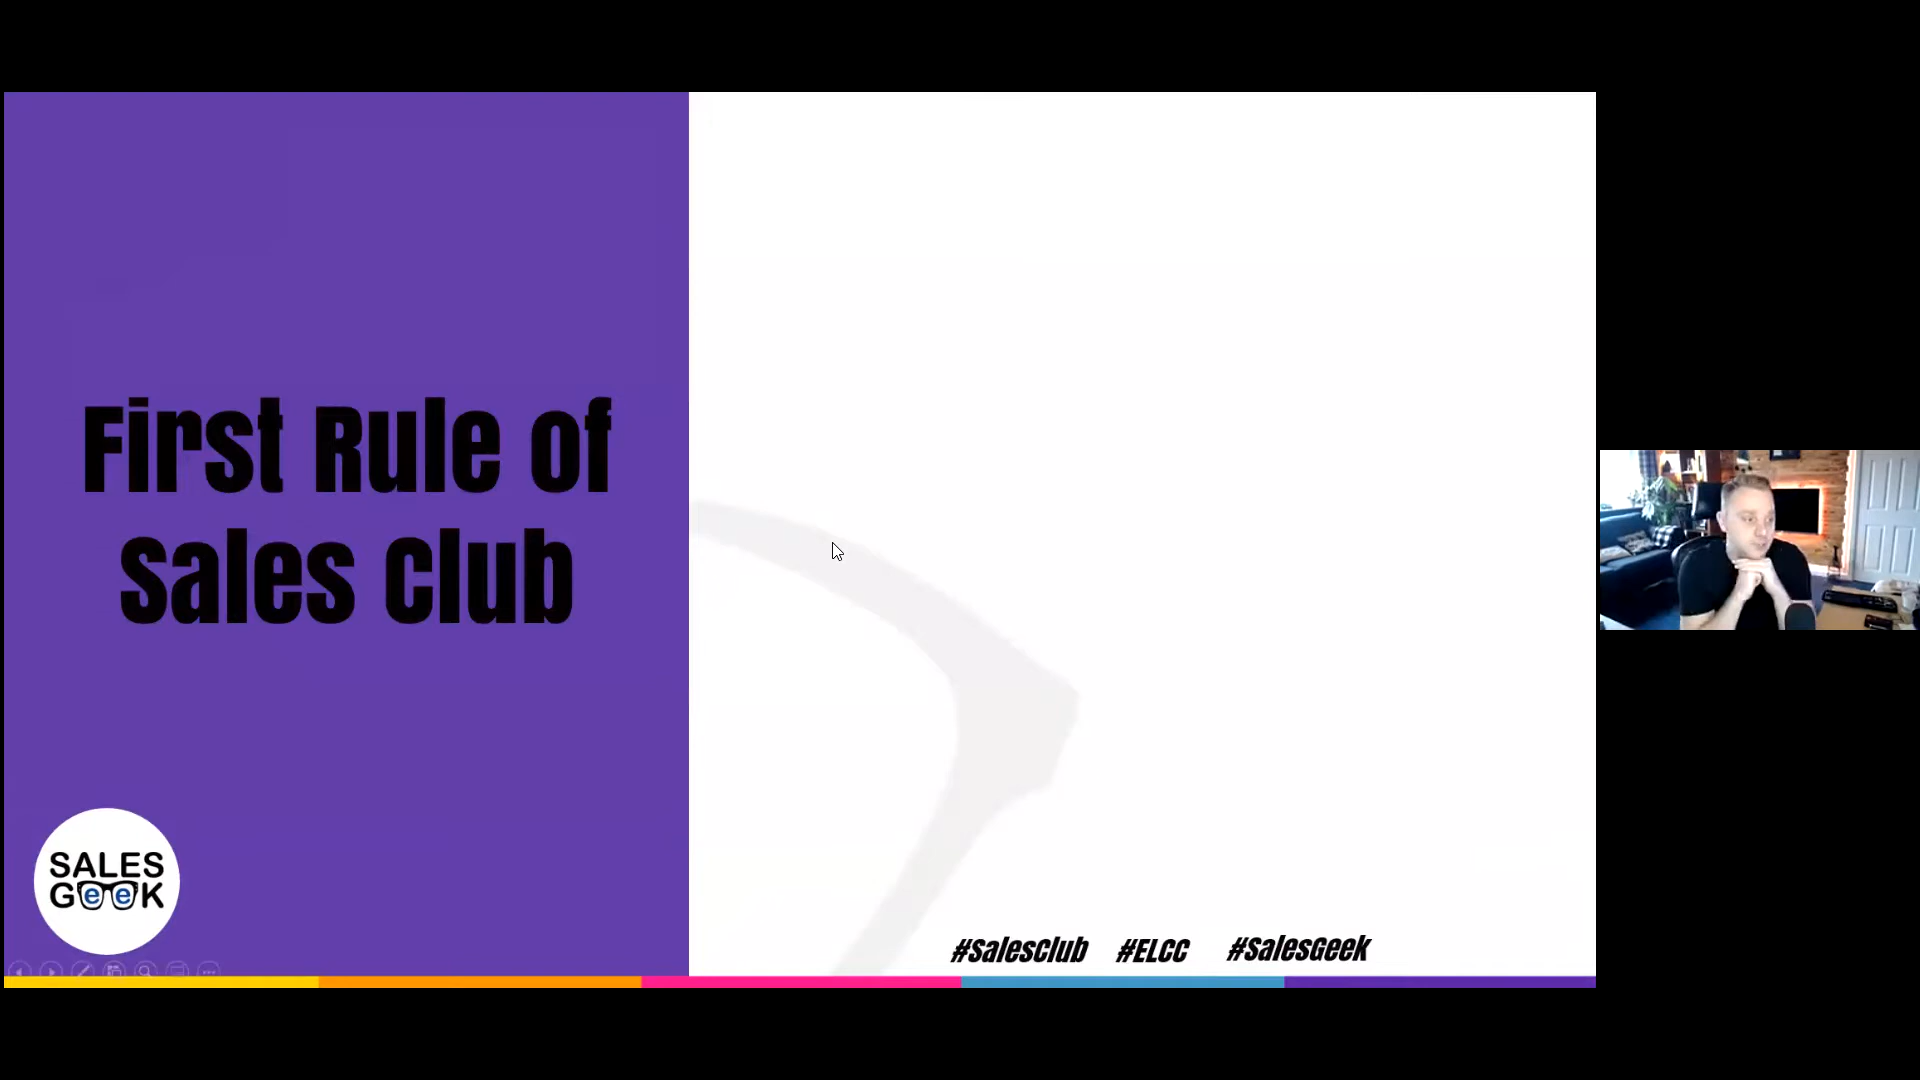 First Rule of
Sales Club
SALES
GeeK
#SalesClub #ELCC #SalesGeek